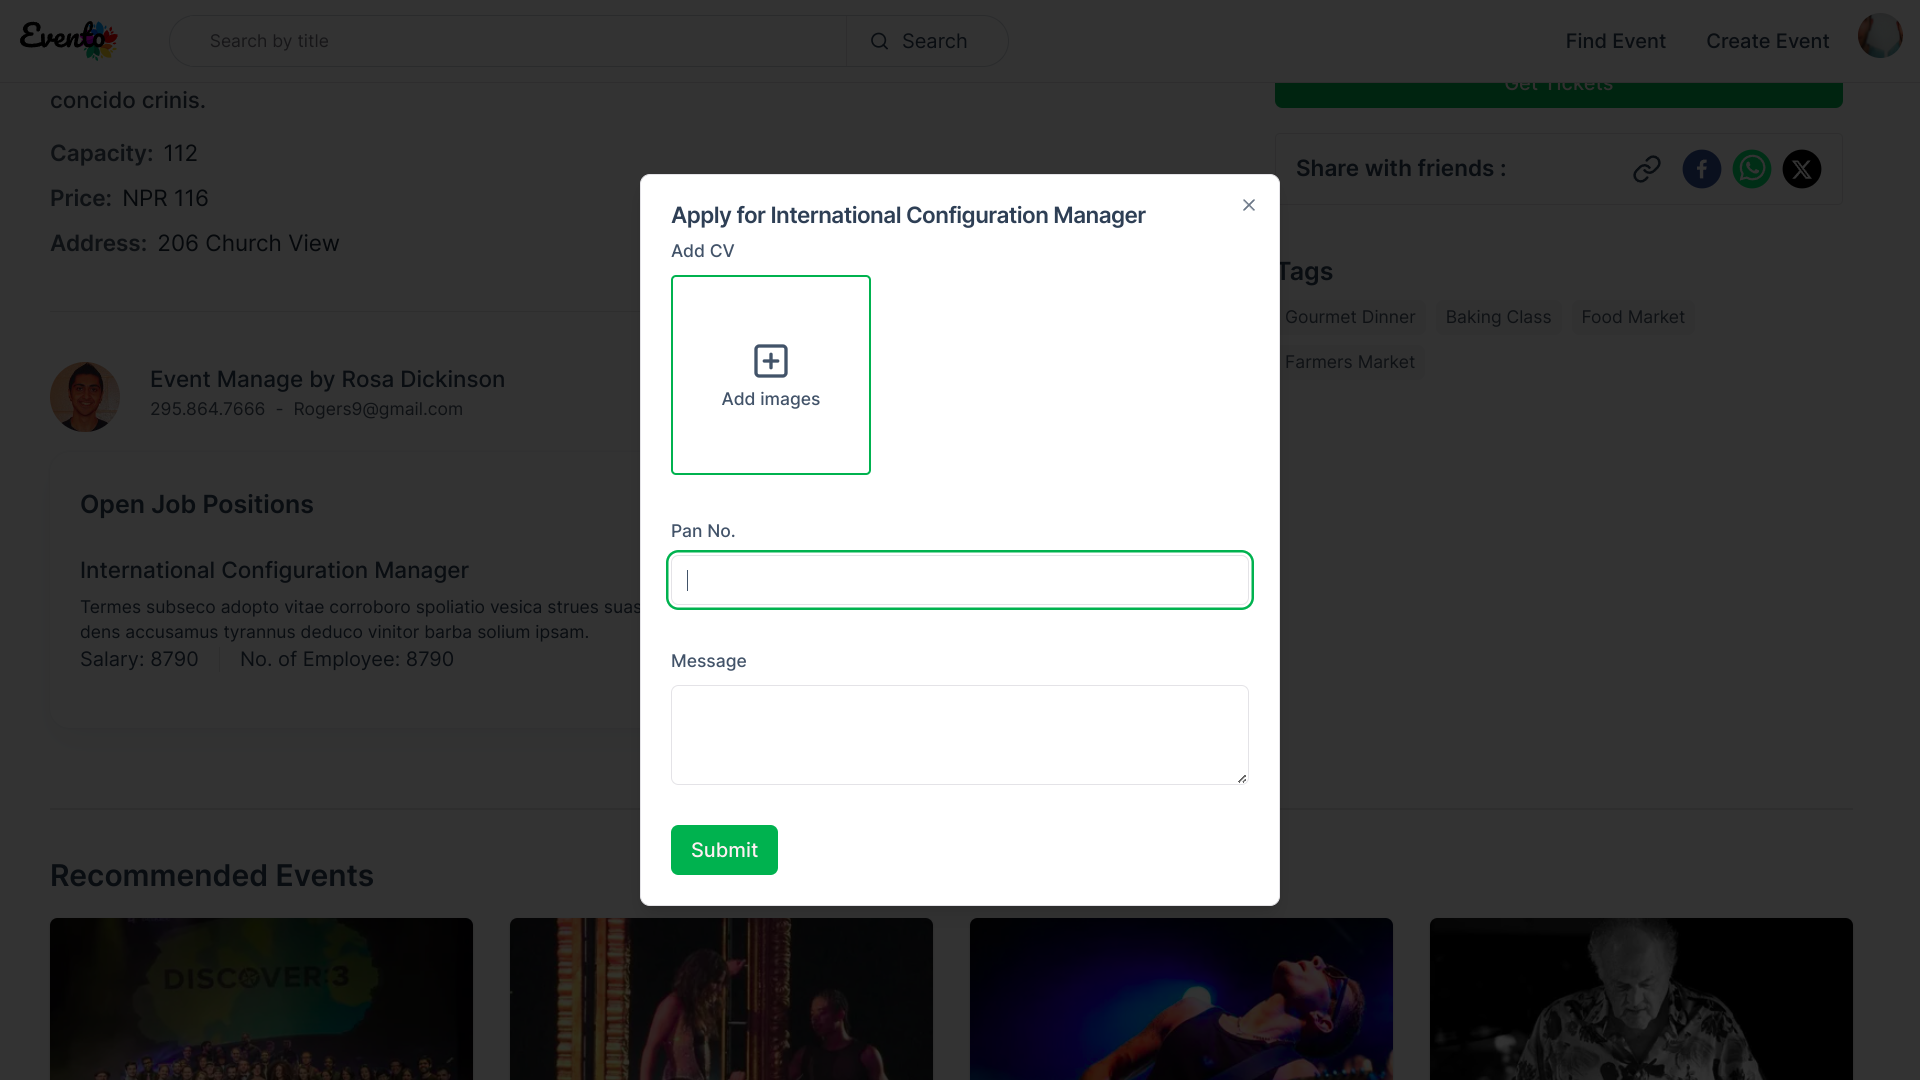 Evento
Search by title
Search
Find Event
Create Event
concido crinis.
Capacity: 112
Price: NPR 116
Address: 206 Church View
Get Tickets
Share with friends :
Tags
Gourmet Dinner
Baking Class
Food Market
Farmers Market
Event Manage by Rosa Dickinson
295.864.7666 - Rogers9@gmail.com
Open Job Positions
International Configuration Manager
Termes subseco adopto vitae corroboro spoliatio vesica strues suas
dens accusamus tyrannus deduco vinitor barba solium ipsam.
Salary: 8790
No. of Employee: 8790
Apply for International Configuration Manager
Add CV
Add images
Pan No.
Message
Submit
Recommended Events
DISCOVER:3